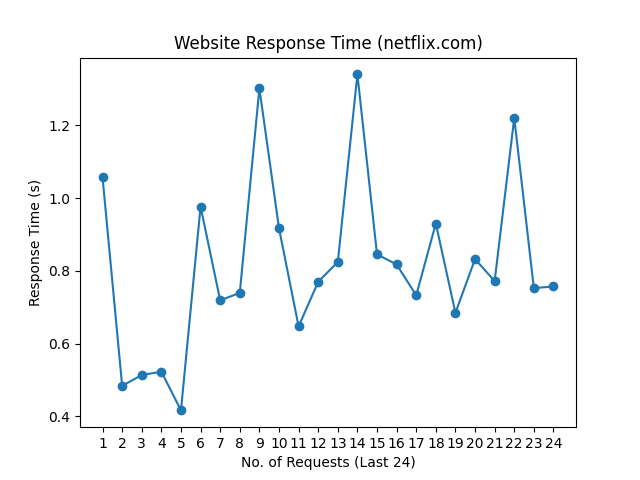 Website Response Time (netflix.com)
Response Time (s)
1.2
1.0
0.8
0.6
0.4
1 2 3 4 5 6 7 8 9 10 11 12 13 14 15 16 17 18 19 20 21 22 23 24
No. of Requests (Last 24)